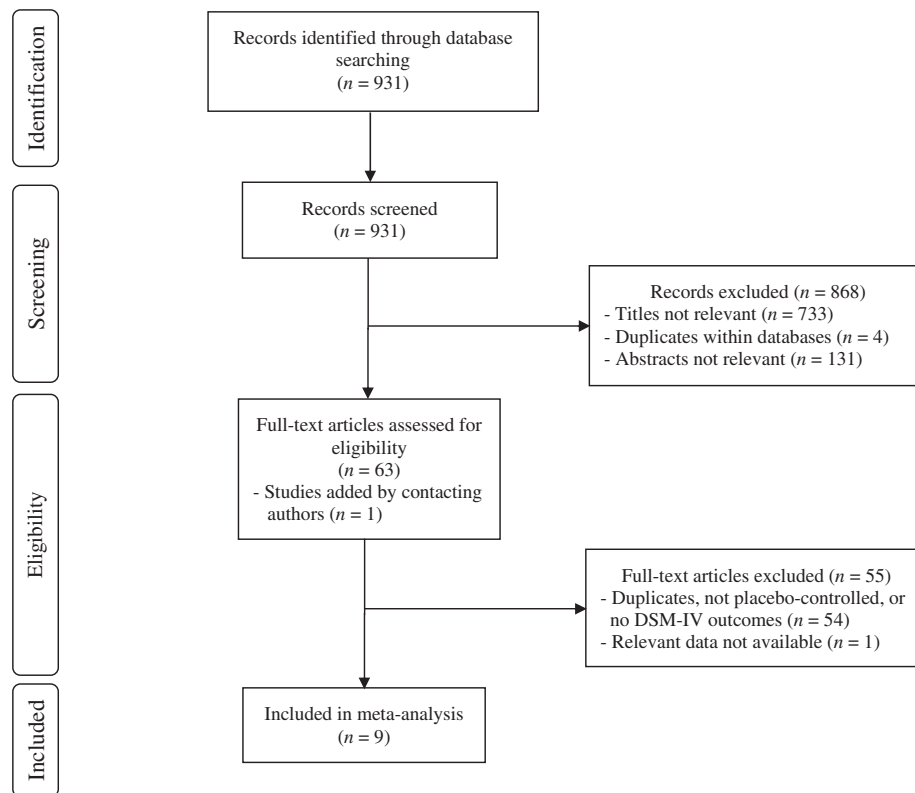 Identification
Records identified through database
searching
(n = 931)
Screening
Records screened
(n = 931)
Records excluded (n = 868)
- Titles not relevant (n = 733)
- Duplicates within databases (n = 4)
- Abstracts not relevant (n = 131)
Eligibility
Full-text articles assessed for
eligibility
(n = 63)
- Studies added by contacting
authors (n = 1)
Full-text articles excluded (n = 55)
- Duplicates, not placebo-controlled, or
no DSM-IV outcomes (n = 54)
- Relevant data not available (n = 1)
Included
Included in meta-analysis
(n = 9)